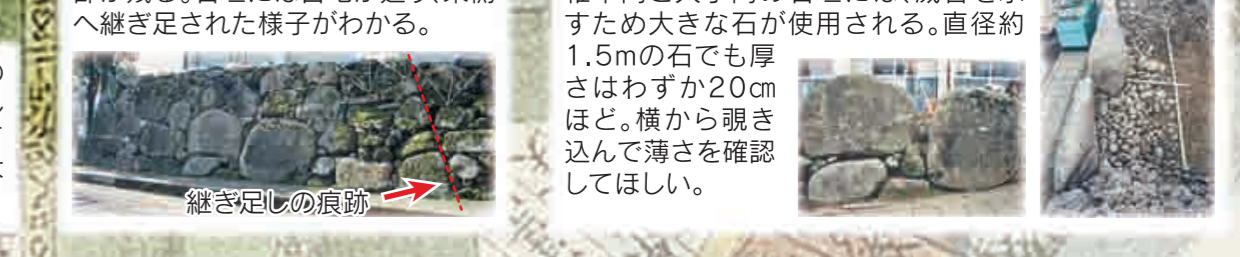 へ継ぎ足された様子がわかる。
継ぎ足しの痕跡
すため大きな石が使用される。直径約
1.5mの石でも厚
さはわずか20㎝
ほど。横から覗き
込んで薄さを確認
してほしい。